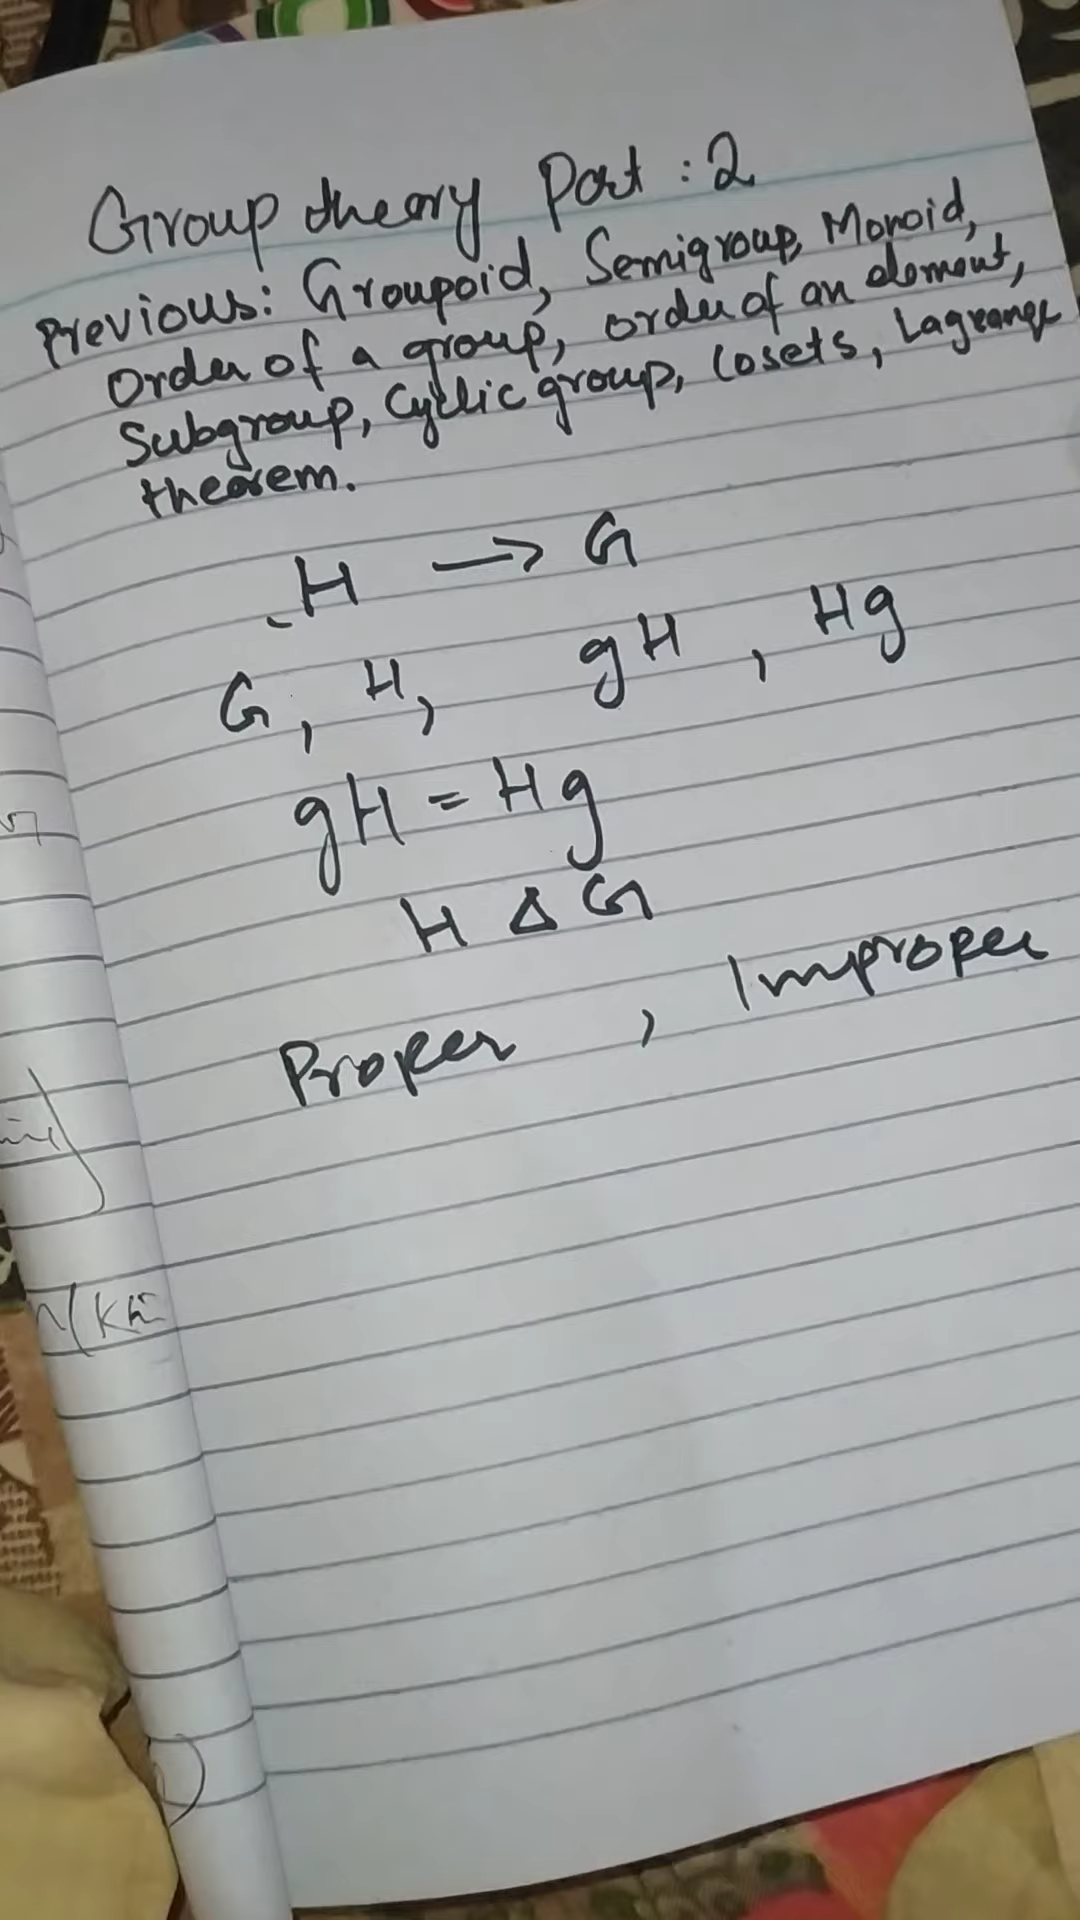 Group theory Part : 2
Previous: Groupoid, Semigroup, Monoid,
Order of a group, order of an element,
Subgroup, Cyclic group, Cosets, Lagrange
theorem.
H → G
G, H, gH , Hg
gH = Hg
H Δ G
Proper , Improper